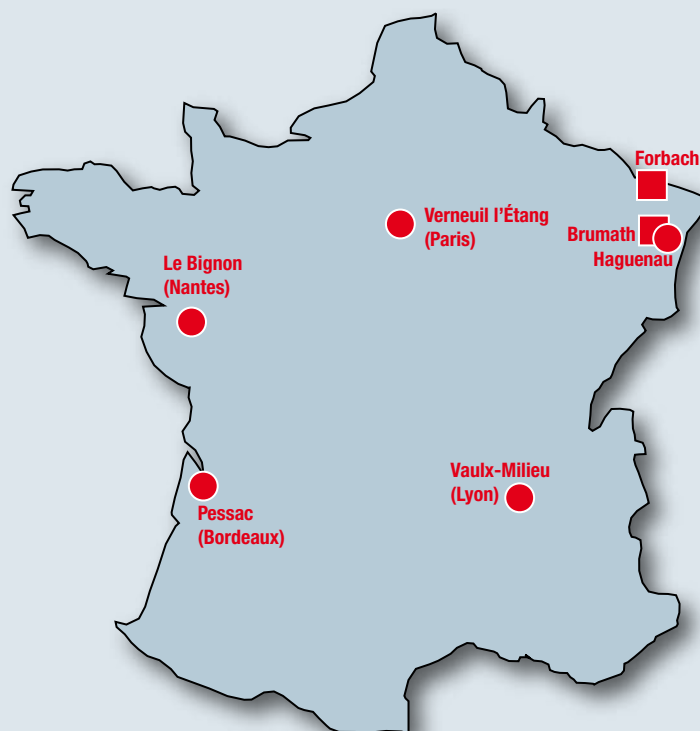 Forbach
Verneuil l'Étang
(Paris)
Brumath
Haguenau
Le Bignon
(Nantes)
Vaulx-Milieu
(Lyon)
Pessac
(Bordeaux)